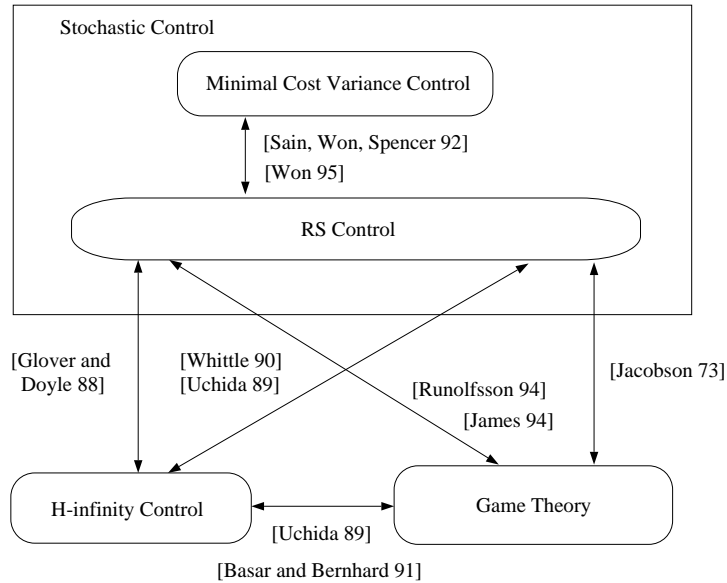 Stochastic Control
Minimal Cost Variance Control
[Sain, Won, Spencer 92]
[Won 95]
RS Control
[Glover and
Doyle 88]
[Whittle 90]
[Uchida 89]
[Runolfsson 94]
[James 94]
[Jacobson 73]
H-infinity Control
Game Theory
[Uchida 89]
[Basar and Bernhard 91]